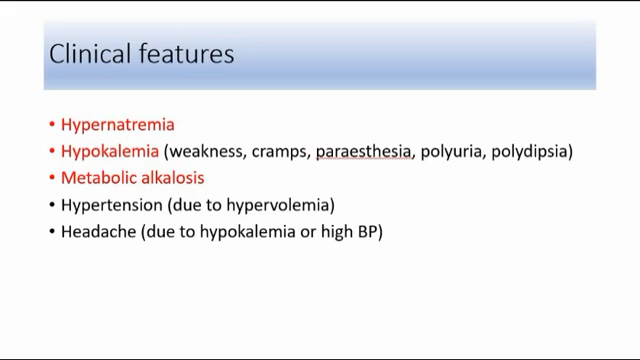 Clinical features
• Hypernatremia
• Hypokalemia (weakness, cramps, paraesthesia, polyuria, polydipsia)
• Metabolic alkalosis
• Hypertension (due to hypervolemia)
• Headache (due to hypokalemia or high BP)